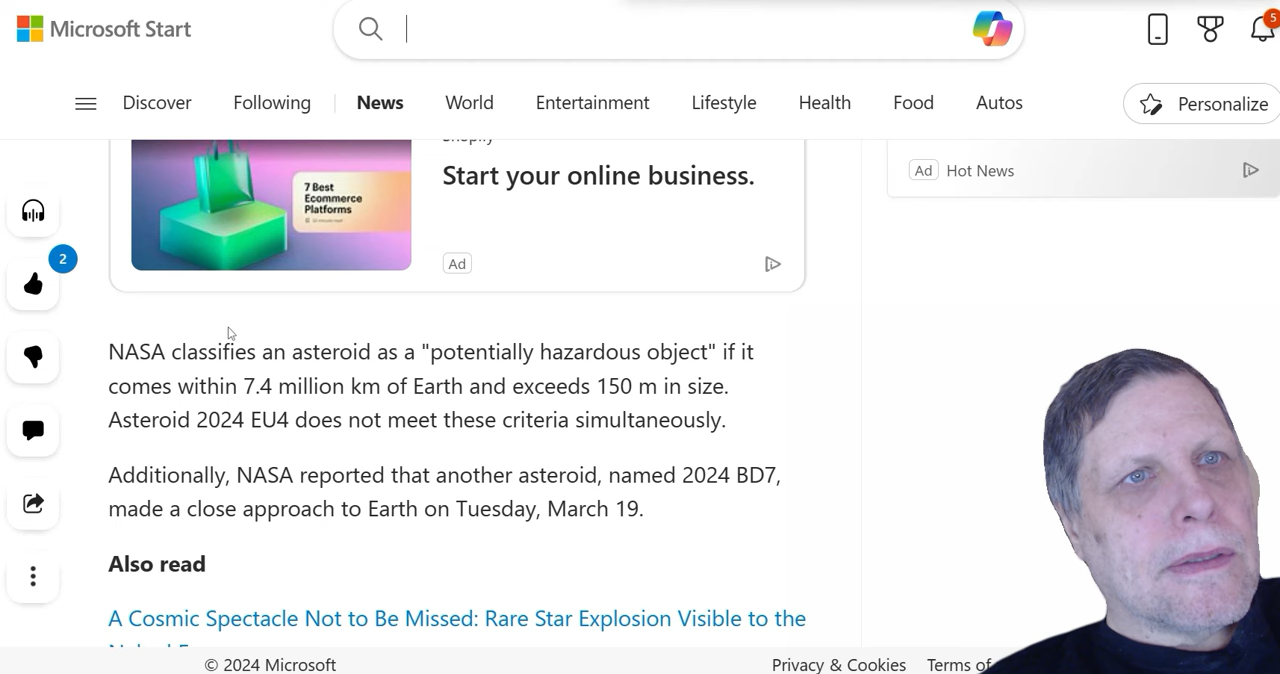 Microsoft Start
5
Discover Following News World Entertainment Lifestyle Health Food Autos
Personalize
Shopify
Start your online business.
7 Best
Ecommerce
Platforms
Ad
Ad Hot News
2
NASA classifies an asteroid as a "potentially hazardous object" if it
comes within 7.4 million km of Earth and exceeds 150 m in size.
Asteroid 2024 EU4 does not meet these criteria simultaneously.
Additionally, NASA reported that another asteroid, named 2024 BD7,
made a close approach to Earth on Tuesday, March 19.
Also read
A Cosmic Spectacle Not to Be Missed: Rare Star Explosion Visible to the
© 2024 Microsoft
Privacy & Cookies Terms of